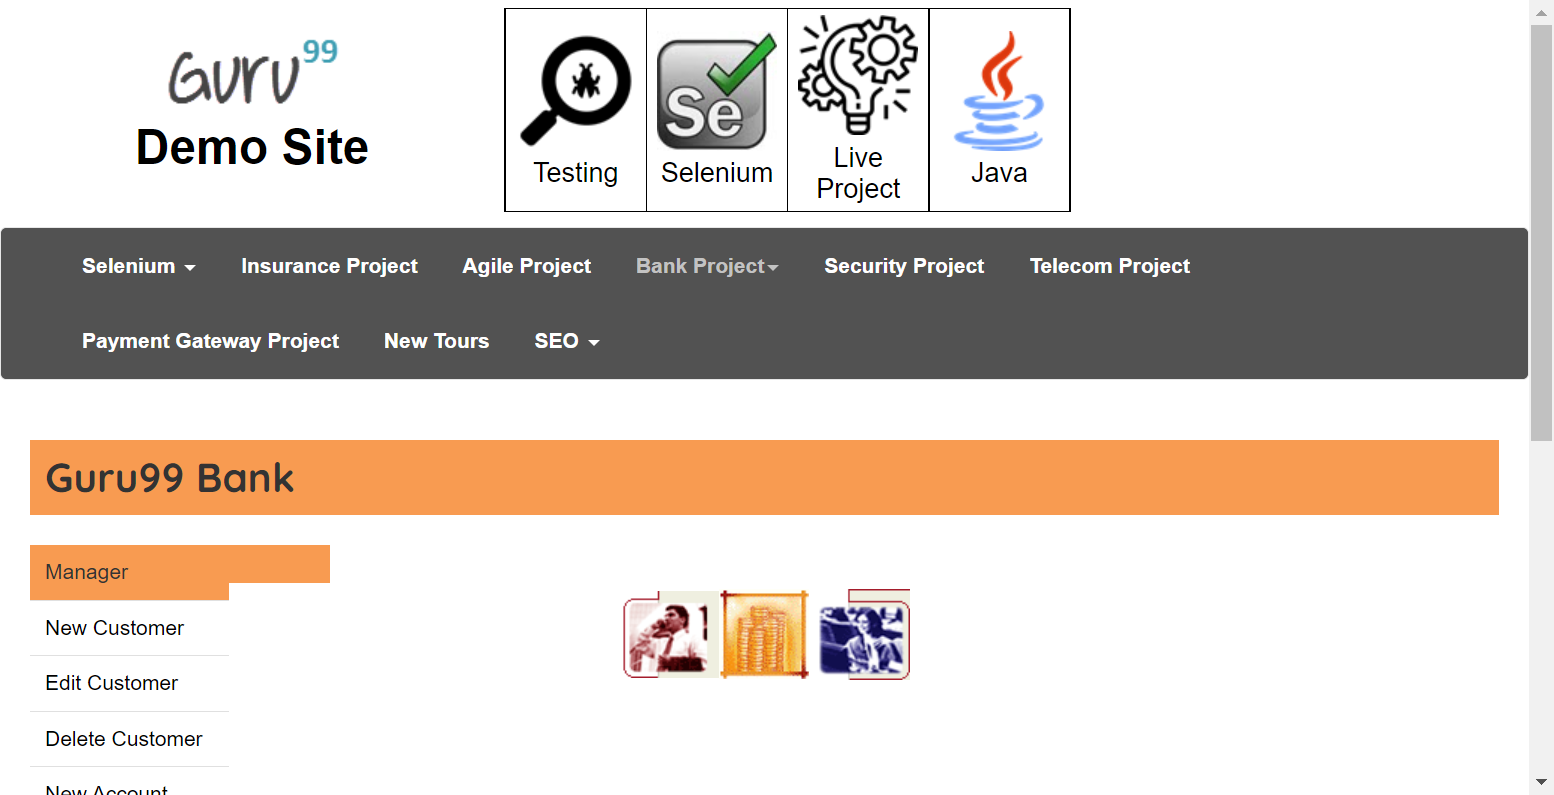 Guru99
Demo Site
Se
Testing
Selenium
Live
Project
Java
Selenium
Insurance Project
Agile Project
Bank Project
Security Project
Telecom Project
Payment Gateway Project
New Tours
SEO
Guru99 Bank
Manager
New Customer
Edit Customer
Delete Customer
New Account